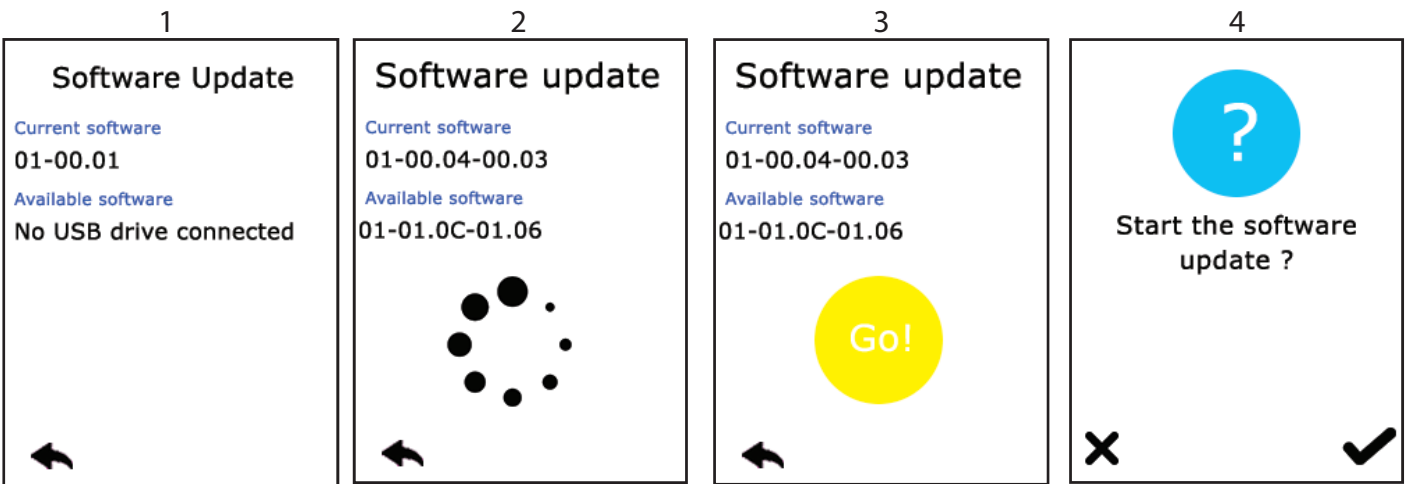 1
Software Update
Current software
01-00.01
Available software
No USB drive connected
2
Software update
Current software
01-00.04-00.03
Available software
01-01.0C-01.06
3
Software update
Current software
01-00.04-00.03
Available software
01-01.0C-01.06
Go!
4
?
Start the software
update ?